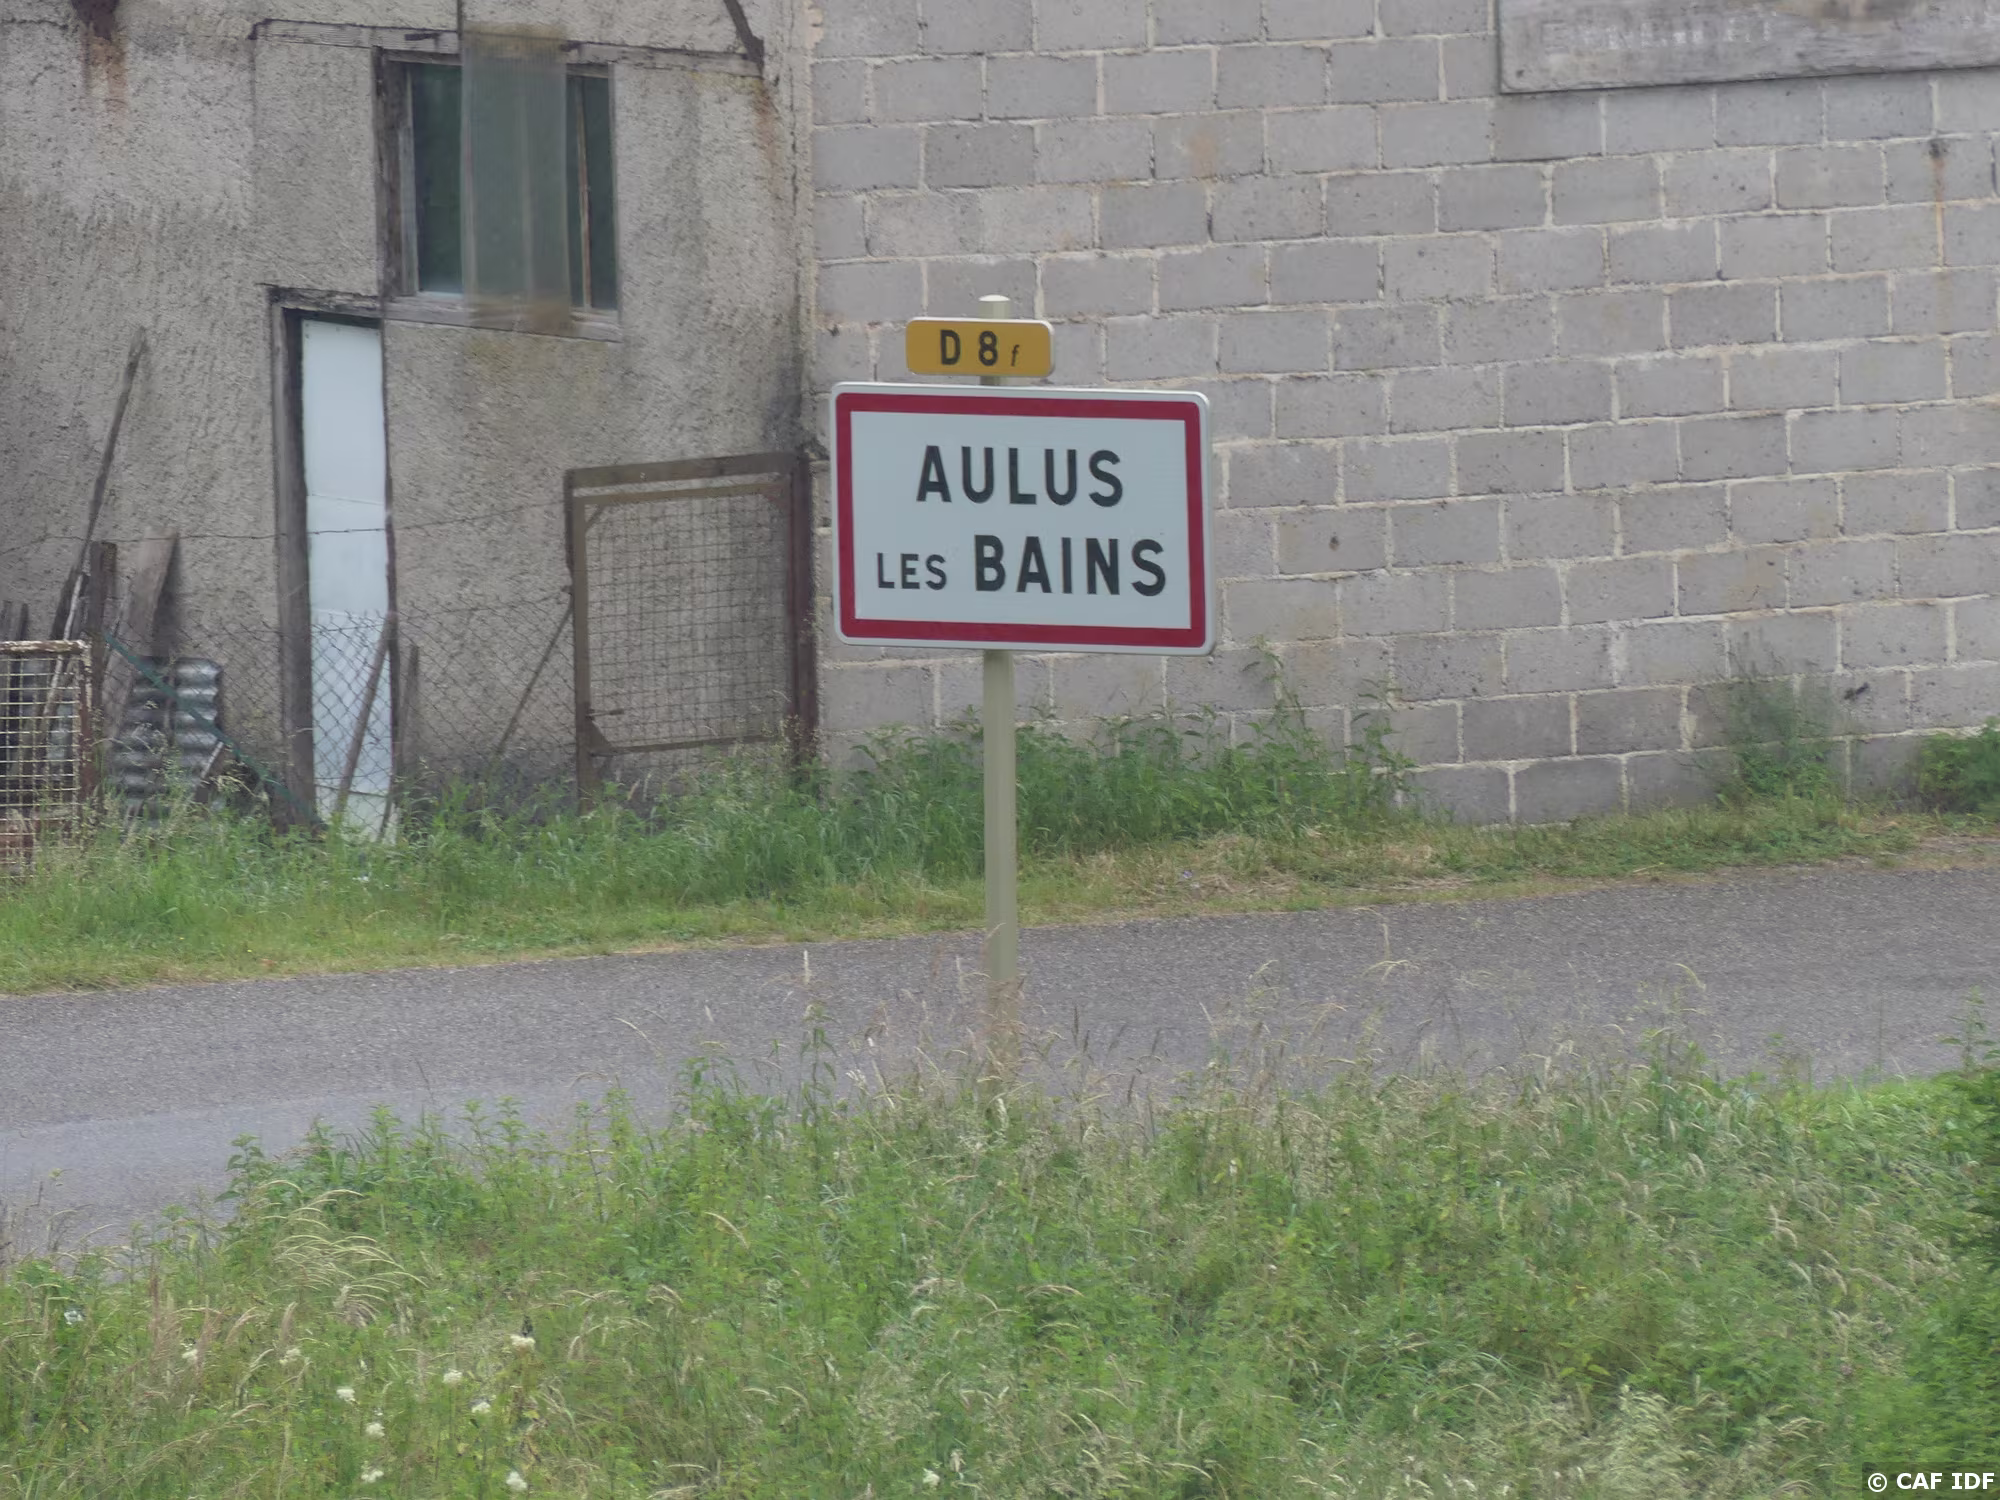 D 8 f
AULUS
LES BAINS
© CAF IDF